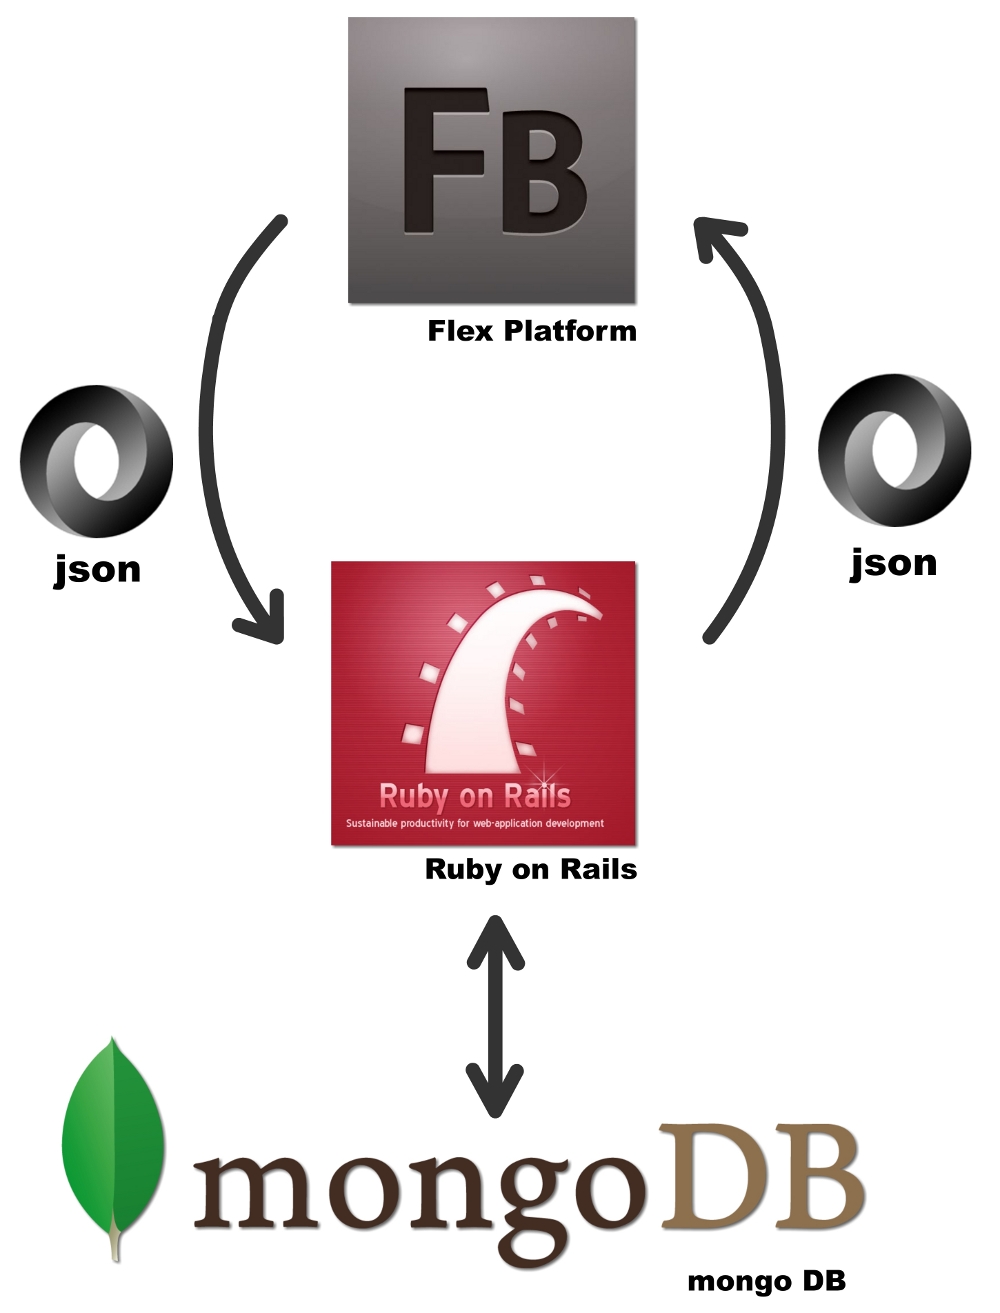 FB
Flex Platform
json
json
Ruby on Rails
Sustainable productivity for web-application development
Ruby on Rails
mongoDB
mongo DB